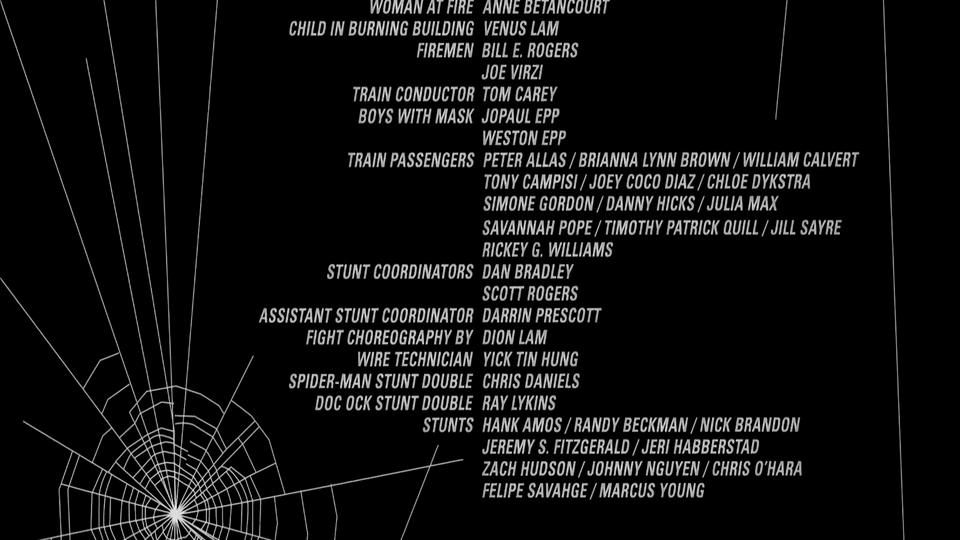 WOMAN AT FIRE ANNE BETANCOURT
CHILD IN BURNING BUILDING VENUS LAM
FIREMEN BILL E. ROGERS
JOE VIRZI
TRAIN CONDUCTOR TOM CAREY
BOYS WITH MASK JOPAUL EPP
WESTON EPP
TRAIN PASSENGERS PETER ALLAS / BRIANNA LYNN BROWN / WILLIAM CALVERT
TONY CAMPISI / JOEY COCO DIAZ / CHLOE DYKSTRA
SIMONE GORDON / DANNY HICKS / JULIA MAX
SAVANNAH POPE / TIMOTHY PATRICK QUILL / JILL SAYRE
RICKEY G. WILLIAMS
STUNT COORDINATORS DAN BRADLEY
SCOTT ROGERS
ASSISTANT STUNT COORDINATOR DARRIN PRESCOTT
FIGHT CHOREOGRAPHY BY DION LAM
WIRE TECHNICIAN YICK TIN HUNG
SPIDER-MAN STUNT DOUBLE CHRIS DANIELS
DOC OCK STUNT DOUBLE RAY LYKINS
STUNTS HANK AMOS / RANDY BECKMAN / NICK BRANDON
JEREMY S. FITZGERALD / JERI HABBERSTAD
ZACH HUDSON / JOHNNY NGUYEN / CHRIS O'HARA
FELIPE SAVAHGE / MARCUS YOUNG